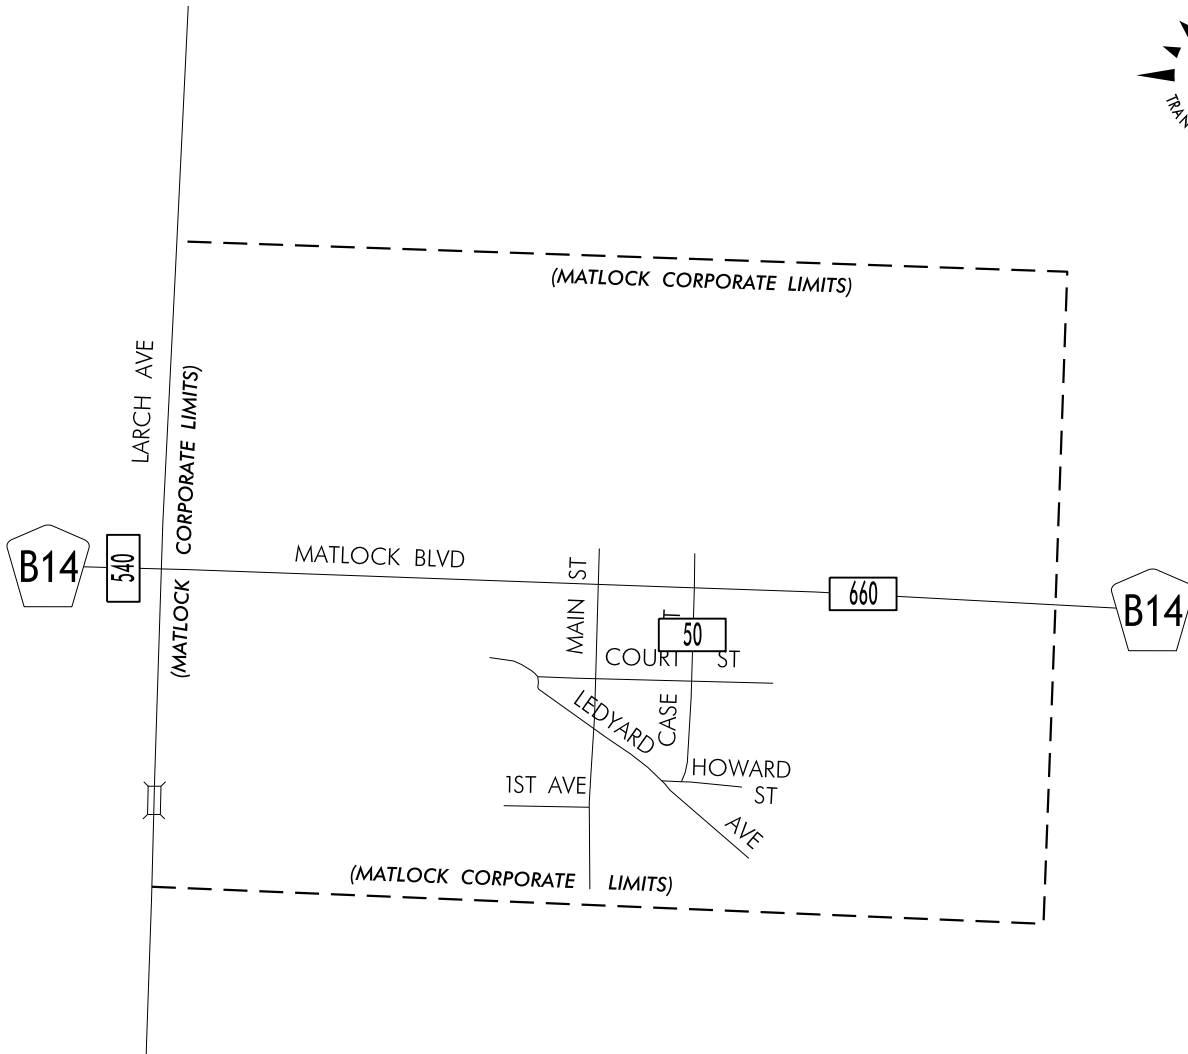 TRAN
(MATLOCK CORPORATE LIMITS)
LARCH AVE
(MATLOCK CORPORATE LIMITS)
B14
540
MATLOCK BLVD
MAIN ST
660
B14
50
COURT ST
CASE
LEDYARD AVE
HOWARD ST
1ST AVE
(MATLOCK CORPORATE LIMITS)